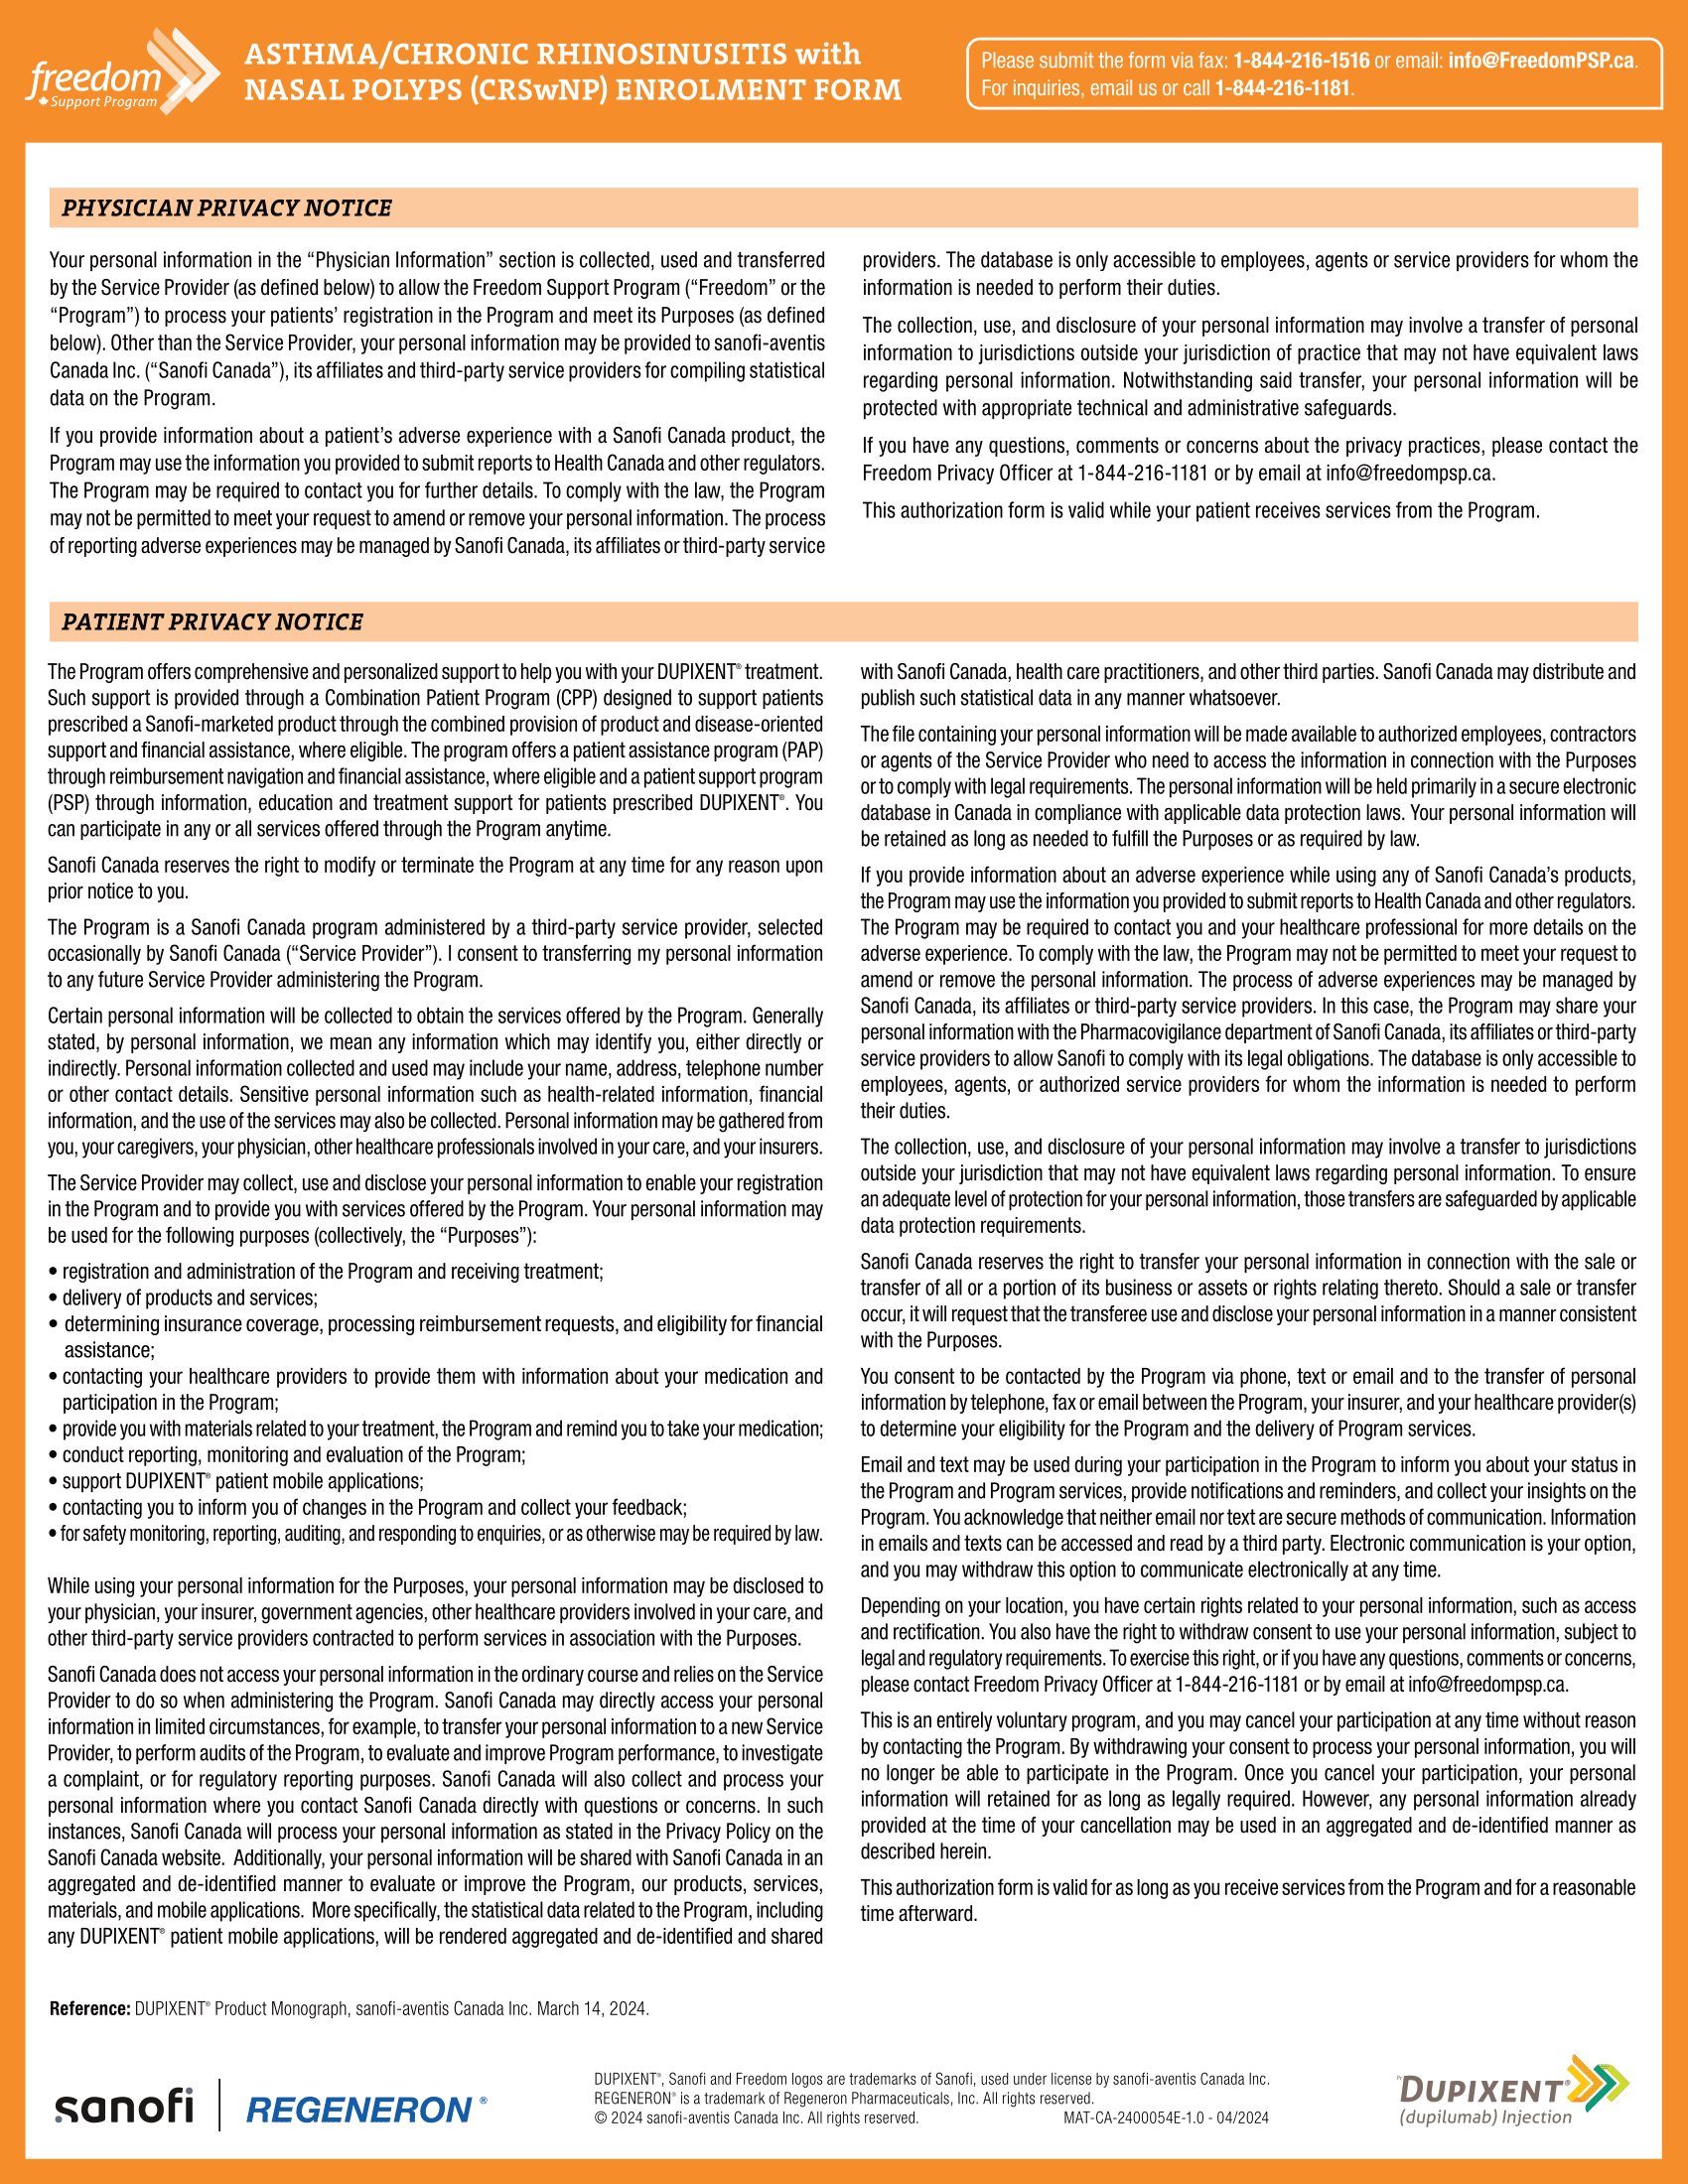 freedom
Support Program
ASTHMA/CHRONIC RHINOSINUSITIS with
NASAL POLYPS (CRSwNP) ENROLMENT FORM
Please submit the form via fax: 1-844-216-1516 or email: info@FreedomPSP.ca.
For inquiries, email us or call 1-844-216-1181.
PHYSICIAN PRIVACY NOTICE
Your personal information in the “Physician Information” section is collected, used and transferred
by the Service Provider (as defined below) to allow the Freedom Support Program (“Freedom” or the
“Program”) to process your patients’ registration in the Program and meet its Purposes (as defined
below). Other than the Service Provider, your personal information may be provided to sanofi-aventis
Canada Inc. (“Sanofi Canada”), its affiliates and third-party service providers for compiling statistical
data on the Program.
If you provide information about a patient’s adverse experience with a Sanofi Canada product, the
Program may use the information you provided to submit reports to Health Canada and other regulators.
The Program may be required to contact you for further details. To comply with the law, the Program
may not be permitted to meet your request to amend or remove your personal information. The process
of reporting adverse experiences may be managed by Sanofi Canada, its affiliates or third-party service
providers. The database is only accessible to employees, agents or service providers for whom the
information is needed to perform their duties.
The collection, use, and disclosure of your personal information may involve a transfer of personal
information to jurisdictions outside your jurisdiction of practice that may not have equivalent laws
regarding personal information. Notwithstanding said transfer, your personal information will be
protected with appropriate technical and administrative safeguards.
If you have any questions, comments or concerns about the privacy practices, please contact the
Freedom Privacy Officer at 1-844-216-1181 or by email at info@freedompsp.ca.
This authorization form is valid while your patient receives services from the Program.
PATIENT PRIVACY NOTICE
The Program offers comprehensive and personalized support to help you with your DUPIXENT® treatment.
Such support is provided through a Combination Patient Program (CPP) designed to support patients
prescribed a Sanofi-marketed product through the combined provision of product and disease-oriented
support and financial assistance, where eligible. The program offers a patient assistance program (PAP)
through reimbursement navigation and financial assistance, where eligible and a patient support program
(PSP) through information, education and treatment support for patients prescribed DUPIXENT®. You
can participate in any or all services offered through the Program anytime.
Sanofi Canada reserves the right to modify or terminate the Program at any time for any reason upon
prior notice to you.
The Program is a Sanofi Canada program administered by a third-party service provider, selected
occasionally by Sanofi Canada (“Service Provider”). I consent to transferring my personal information
to any future Service Provider administering the Program.
Certain personal information will be collected to obtain the services offered by the Program. Generally
stated, by personal information, we mean any information which may identify you, either directly or
indirectly. Personal information collected and used may include your name, address, telephone number
or other contact details. Sensitive personal information such as health-related information, financial
information, and the use of the services may also be collected. Personal information may be gathered from
you, your caregivers, your physician, other healthcare professionals involved in your care, and your insurers.
The Service Provider may collect, use and disclose your personal information to enable your registration
in the Program and to provide you with services offered by the Program. Your personal information may
be used for the following purposes (collectively, the “Purposes”):
• registration and administration of the Program and receiving treatment;
• delivery of products and services;
• determining insurance coverage, processing reimbursement requests, and eligibility for financial
assistance;
• contacting your healthcare providers to provide them with information about your medication and
participation in the Program;
• provide you with materials related to your treatment, the Program and remind you to take your medication;
• conduct reporting, monitoring and evaluation of the Program;
• support DUPIXENT® patient mobile applications;
• contacting you to inform you of changes in the Program and collect your feedback;
• for safety monitoring, reporting, auditing, and responding to enquiries, or as otherwise may be required by law.
While using your personal information for the Purposes, your personal information may be disclosed to
your physician, your insurer, government agencies, other healthcare providers involved in your care, and
other third-party service providers contracted to perform services in association with the Purposes.
Sanofi Canada does not access your personal information in the ordinary course and relies on the Service
Provider to do so when administering the Program. Sanofi Canada may directly access your personal
information in limited circumstances, for example, to transfer your personal information to a new Service
Provider, to perform audits of the Program, to evaluate and improve Program performance, to investigate
a complaint, or for regulatory reporting purposes. Sanofi Canada will also collect and process your
personal information where you contact Sanofi Canada directly with questions or concerns. In such
instances, Sanofi Canada will process your personal information as stated in the Privacy Policy on the
Sanofi Canada website. Additionally, your personal information will be shared with Sanofi Canada in an
aggregated and de-identified manner to evaluate or improve the Program, our products, services,
materials, and mobile applications. More specifically, the statistical data related to the Program, including
any DUPIXENT® patient mobile applications, will be rendered aggregated and de-identified and shared
with Sanofi Canada, health care practitioners, and other third parties. Sanofi Canada may distribute and
publish such statistical data in any manner whatsoever.
The file containing your personal information will be made available to authorized employees, contractors
or agents of the Service Provider who need to access the information in connection with the Purposes
or to comply with legal requirements. The personal information will be held primarily in a secure electronic
database in Canada in compliance with applicable data protection laws. Your personal information will
be retained as long as needed to fulfill the Purposes or as required by law.
If you provide information about an adverse experience while using any of Sanofi Canada’s products,
the Program may use the information you provided to submit reports to Health Canada and other regulators.
The Program may be required to contact you and your healthcare professional for more details on the
adverse experience. To comply with the law, the Program may not be permitted to meet your request to
amend or remove the personal information. The process of adverse experiences may be managed by
Sanofi Canada, its affiliates or third-party service providers. In this case, the Program may share your
personal information with the Pharmacovigilance department of Sanofi Canada, its affiliates or third-party
service providers to allow Sanofi to comply with its legal obligations. The database is only accessible to
employees, agents, or authorized service providers for whom the information is needed to perform
their duties.
The collection, use, and disclosure of your personal information may involve a transfer to jurisdictions
outside your jurisdiction that may not have equivalent laws regarding personal information. To ensure
an adequate level of protection for your personal information, those transfers are safeguarded by applicable
data protection requirements.
Sanofi Canada reserves the right to transfer your personal information in connection with the sale or
transfer of all or a portion of its business or assets or rights relating thereto. Should a sale or transfer
occur, it will request that the transferee use and disclose your personal information in a manner consistent
with the Purposes.
You consent to be contacted by the Program via phone, text or email and to the transfer of personal
information by telephone, fax or email between the Program, your insurer, and your healthcare provider(s)
to determine your eligibility for the Program and the delivery of Program services.
Email and text may be used during your participation in the Program to inform you about your status in
the Program and Program services, provide notifications and reminders, and collect your insights on the
Program. You acknowledge that neither email nor text are secure methods of communication. Information
in emails and texts can be accessed and read by a third party. Electronic communication is your option,
and you may withdraw this option to communicate electronically at any time.
Depending on your location, you have certain rights related to your personal information, such as access
and rectification. You also have the right to withdraw consent to use your personal information, subject to
legal and regulatory requirements. To exercise this right, or if you have any questions, comments or concerns,
please contact Freedom Privacy Officer at 1-844-216-1181 or by email at info@freedompsp.ca.
This is an entirely voluntary program, and you may cancel your participation at any time without reason
by contacting the Program. By withdrawing your consent to process your personal information, you will
no longer be able to participate in the Program. Once you cancel your participation, your personal
information will retained for as long as legally required. However, any personal information already
provided at the time of your cancellation may be used in an aggregated and de-identified manner as
described herein.
This authorization form is valid for as long as you receive services from the Program and for a reasonable
time afterward.
Reference: DUPIXENT® Product Monograph, sanofi-aventis Canada Inc. March 14, 2024.
sanofi
REGENERON®
DUPIXENT®, Sanofi and Freedom logos are trademarks of Sanofi, used under license by sanofi-aventis Canada Inc.
REGENERON® is a trademark of Regeneron Pharmaceuticals, Inc. All rights reserved.
© 2024 sanofi-aventis Canada Inc. All rights reserved. MAT-CA-2400054E-1.0 - 04/2024
Pr DUPIXENT®
(dupilumab) Injection